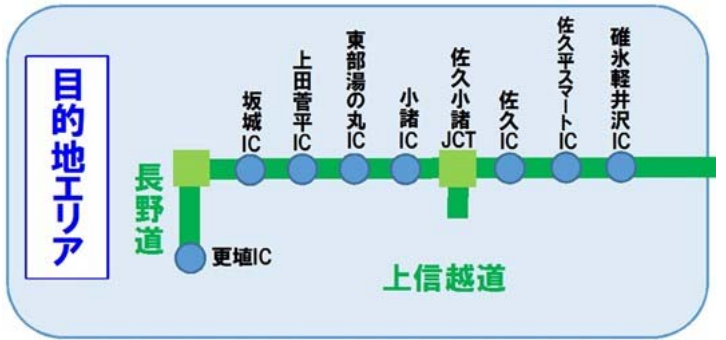 目的地エリア
長野道
更埴IC
坂城IC
上田菅平IC
東部湯の丸IC
小諸IC
佐久小諸JCT
佐久IC
佐久平スマートIC
碓氷軽井沢IC
上信越道